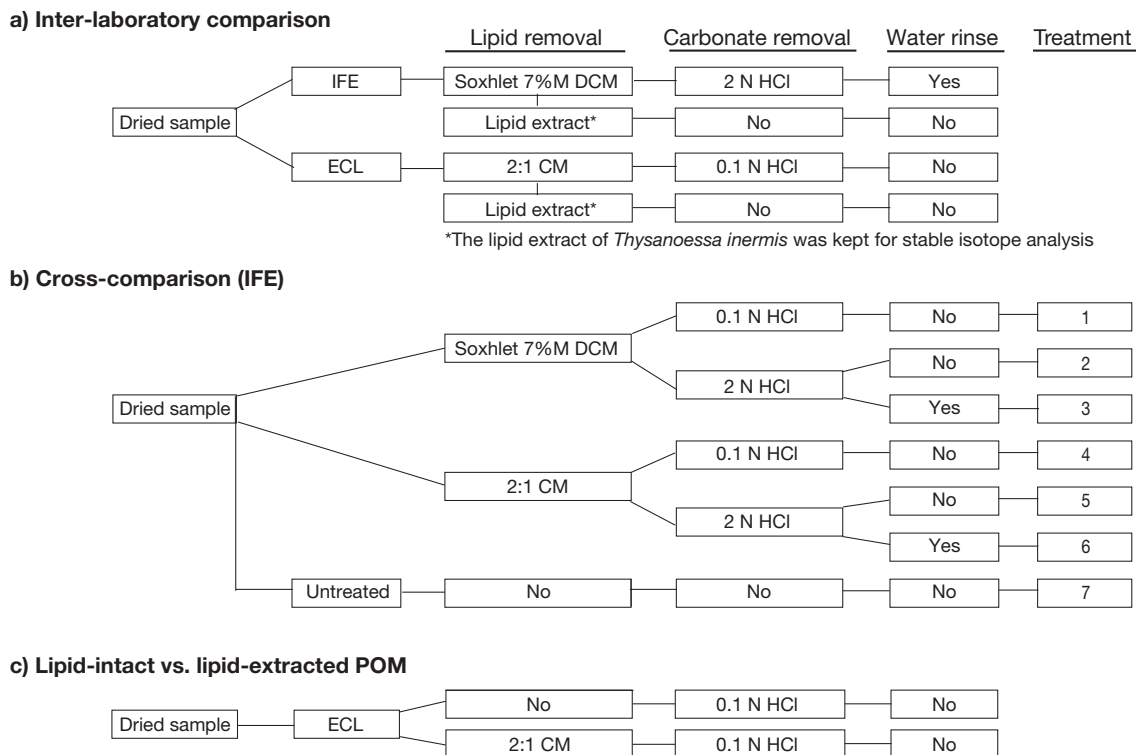 a) Inter-laboratory comparison
Lipid removal Carbonate removal Water rinse Treatment
IFE Soxhlet 7%M DCM 2 N HCl Yes
Dried sample Lipid extract* No No
ECL 2:1 CM 0.1 N HCl No
Lipid extract* No No
*The lipid extract of Thysanoessa inermis was kept for stable isotope analysis
b) Cross-comparison (IFE)
0.1 N HCl No 1
Soxhlet 7%M DCM
No 2
2 N HCl
Dried sample Yes 3
0.1 N HCl No 4
2:1 CM
No 5
2 N HCl
Yes 6
Untreated No No No 7
c) Lipid-intact vs. lipid-extracted POM
No 0.1 N HCl No
Dried sample ECL
2:1 CM 0.1 N HCl No